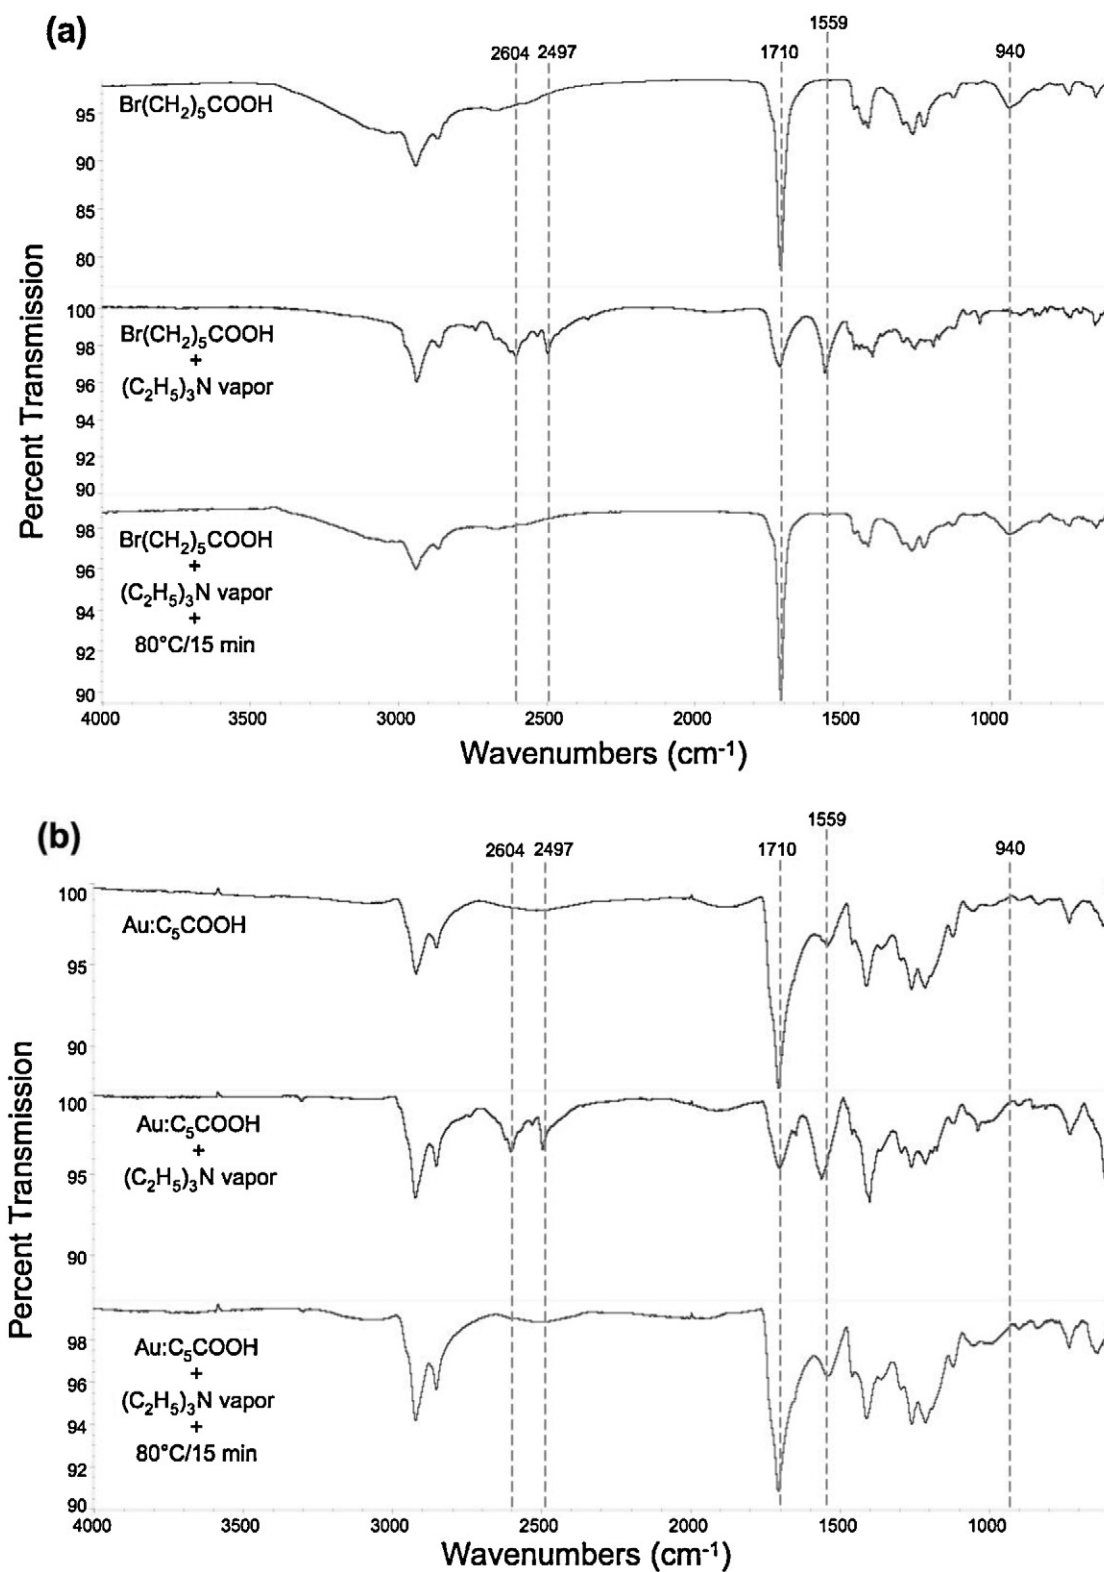 (a)
1559
2604 2497 1710 940
Br(CH₂)₅COOH
95
90
85
80
100
Br(CH₂)₅COOH
+
(C₂H₅)₃N vapor
98
96
94
92
90
98
Br(CH₂)₅COOH
+
(C₂H₅)₃N vapor
+
80°C/15 min
96
94
92
90
Percent Transmission
4000 3500 3000 2500 2000 1500 1000
Wavenumbers (cm⁻¹)
(b)
1559
2604 2497 1710 940
100
Au:C₅COOH
95
90
100
Au:C₅COOH
+
(C₂H₅)₃N vapor
95
90
98
Au:C₅COOH
+
(C₂H₅)₃N vapor
+
80°C/15 min
96
94
92
90
Percent Transmission
4000 3500 3000 2500 2000 1500 1000
Wavenumbers (cm⁻¹)